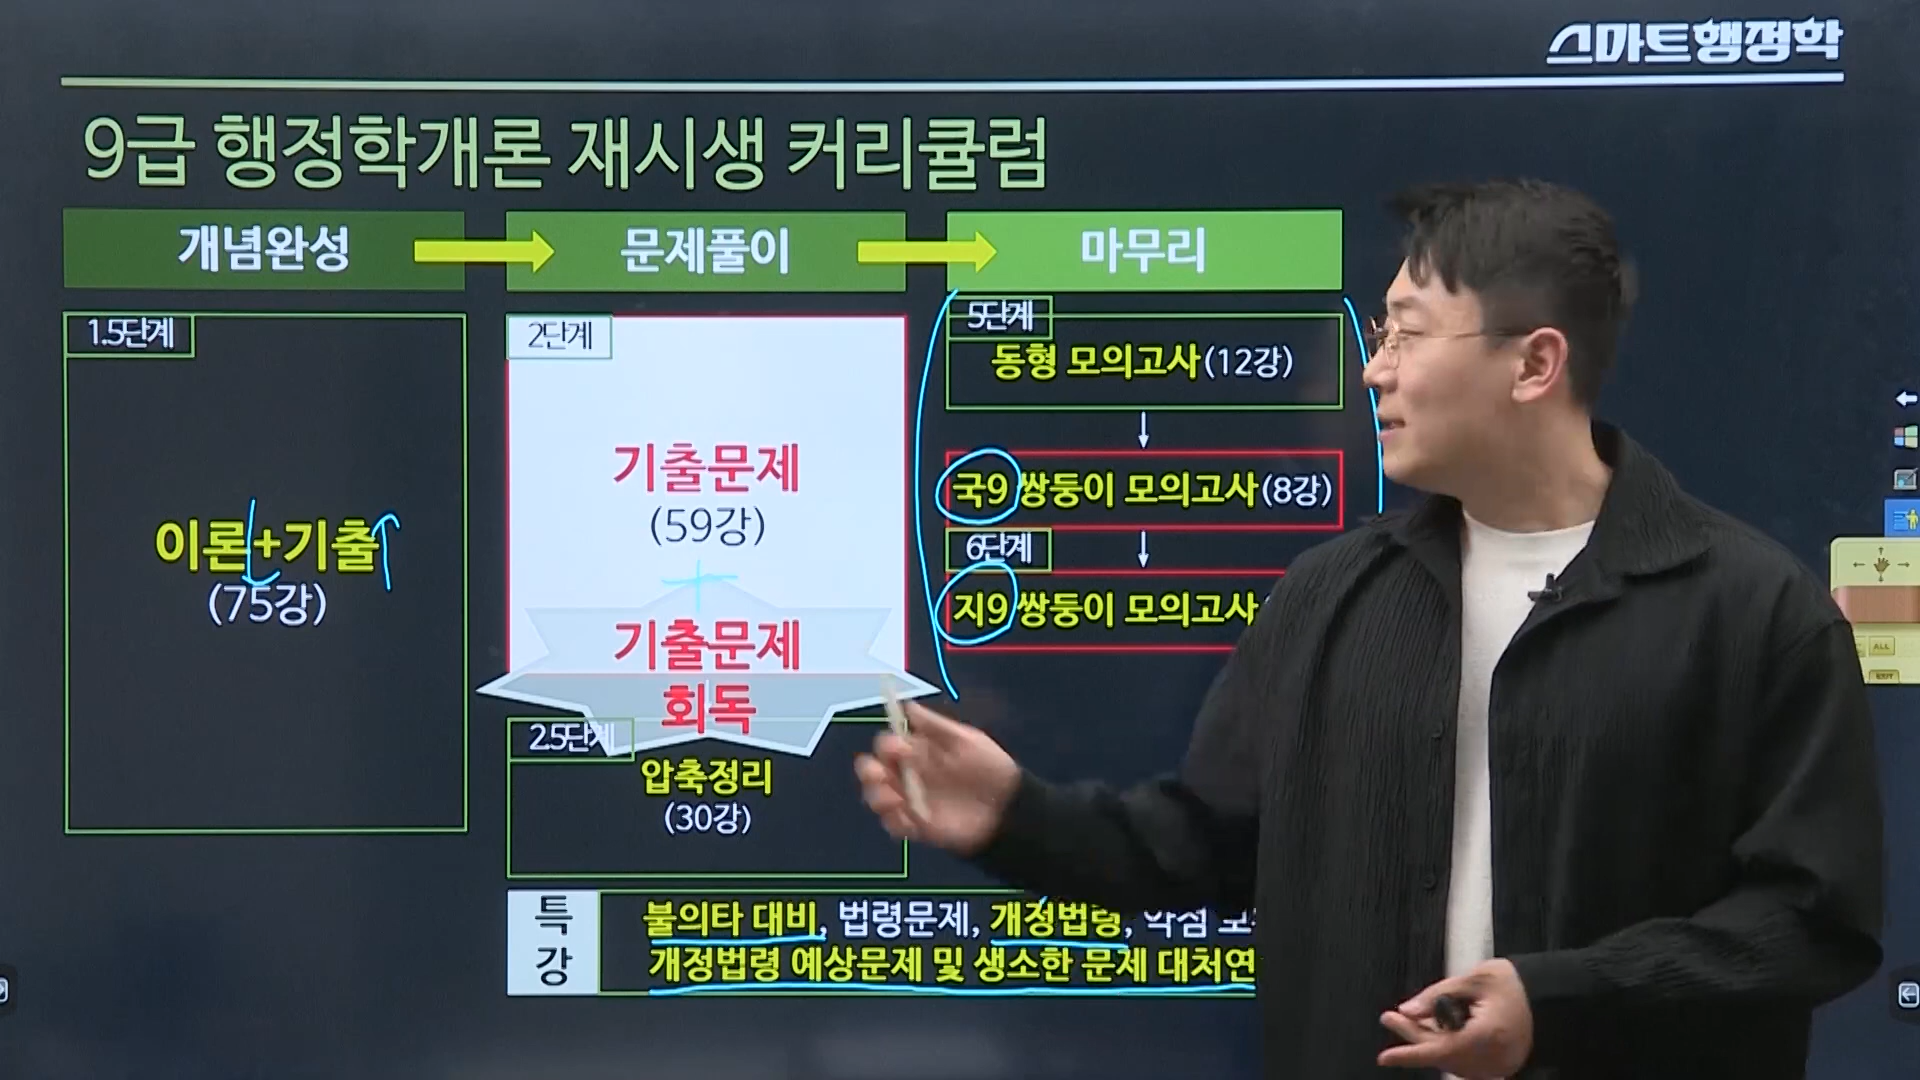 스마트행정학
9급 행정학개론 재시생 커리큘럼
개념완성
문제풀이
마무리
1.5단계
이론+기출
(75강)
2단계
기출문제
(59강)
기출문제
회독
2.5단계
압축정리
(30강)
5단계
동형 모의고사(12강)
국9 쌍둥이 모의고사(8강)
6단계
지9 쌍둥이 모의고사
특강
불의타 대비, 법령문제, 개정법령, 약점
개정법령 예상문제 및 생소한 문제 대처연
ALL
EXIT